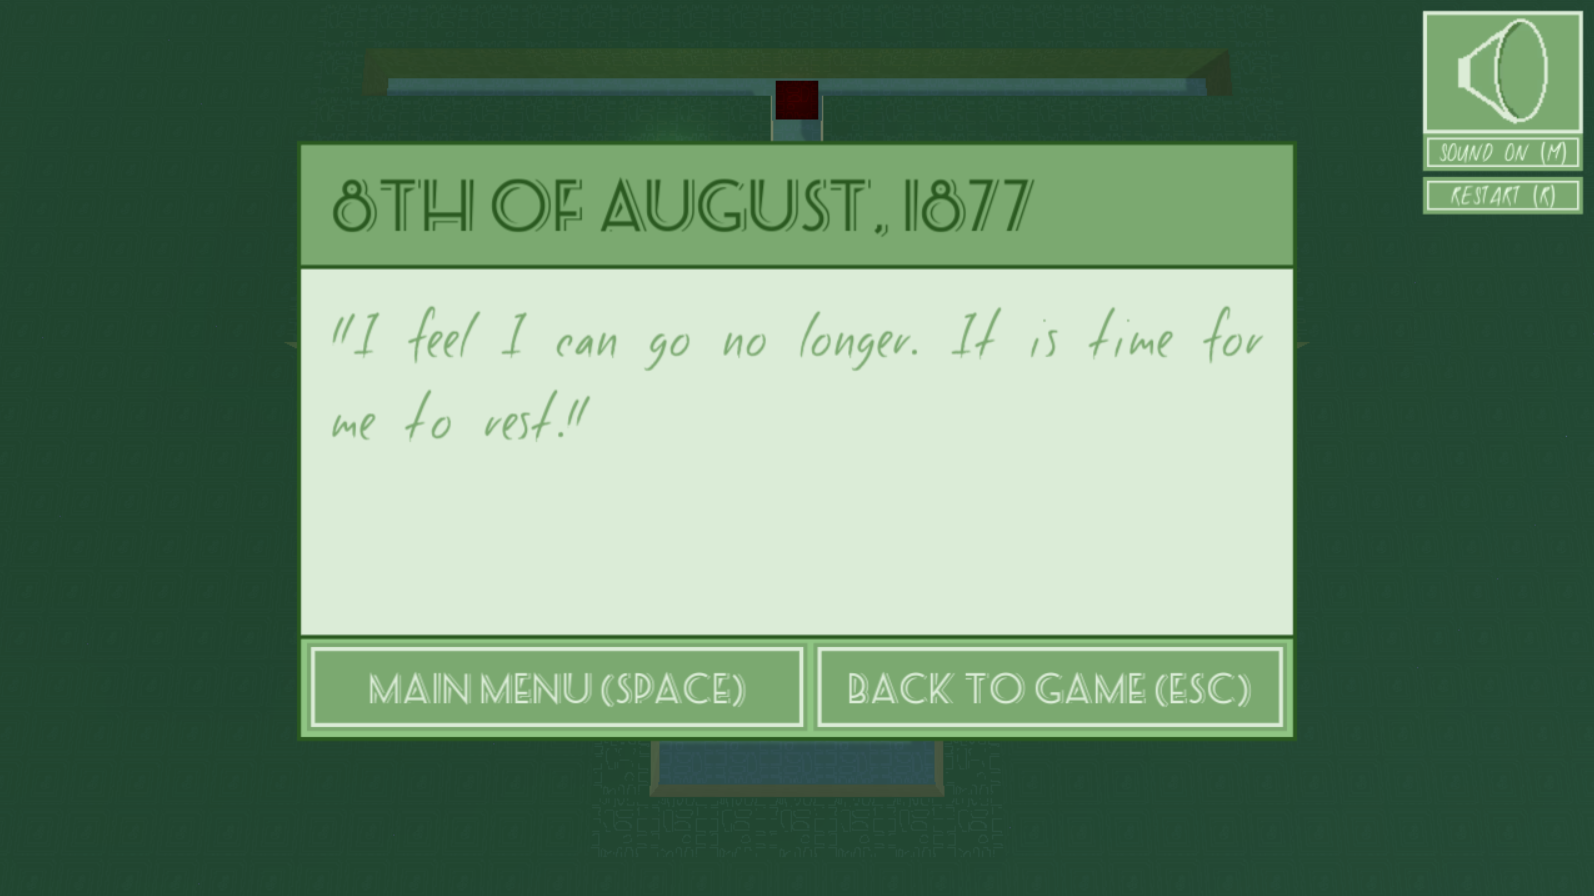 8TH OF AUGUST, 1877
"I feel I can go no longer. It is time for
me to rest."
MAIN MENU (SPACE)
BACK TO GAME (ESC)
SOUND ON (M)
RESTART (R)